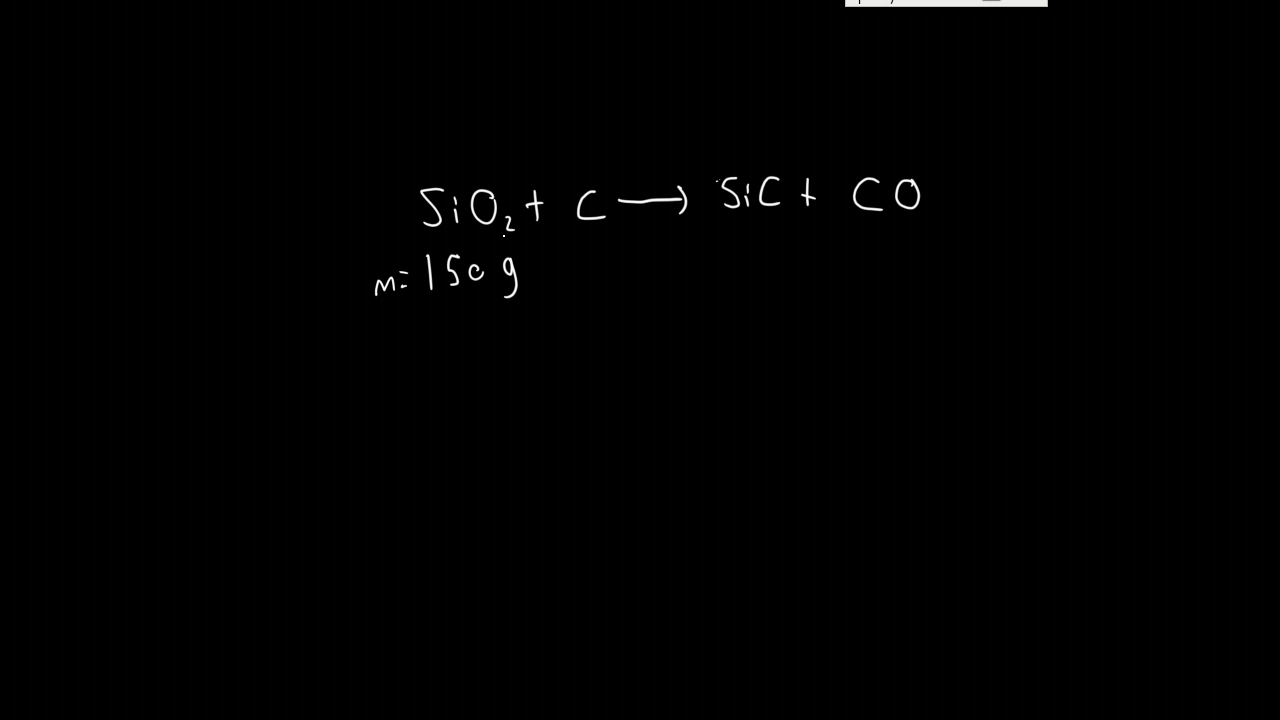 SiO₂ + C → SiC + CO
m = 150 g